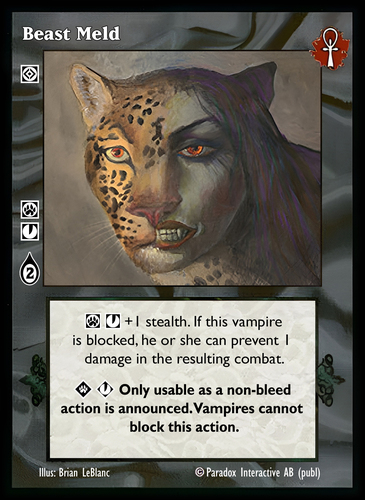 Beast Meld
2
+1 stealth. If this vampire
is blocked, he or she can prevent 1
damage in the resulting combat.
Only usable as a non-bleed
action is announced. Vampires cannot
block this action.
Illus: Brian LeBlanc © Paradox Interactive AB (publ)